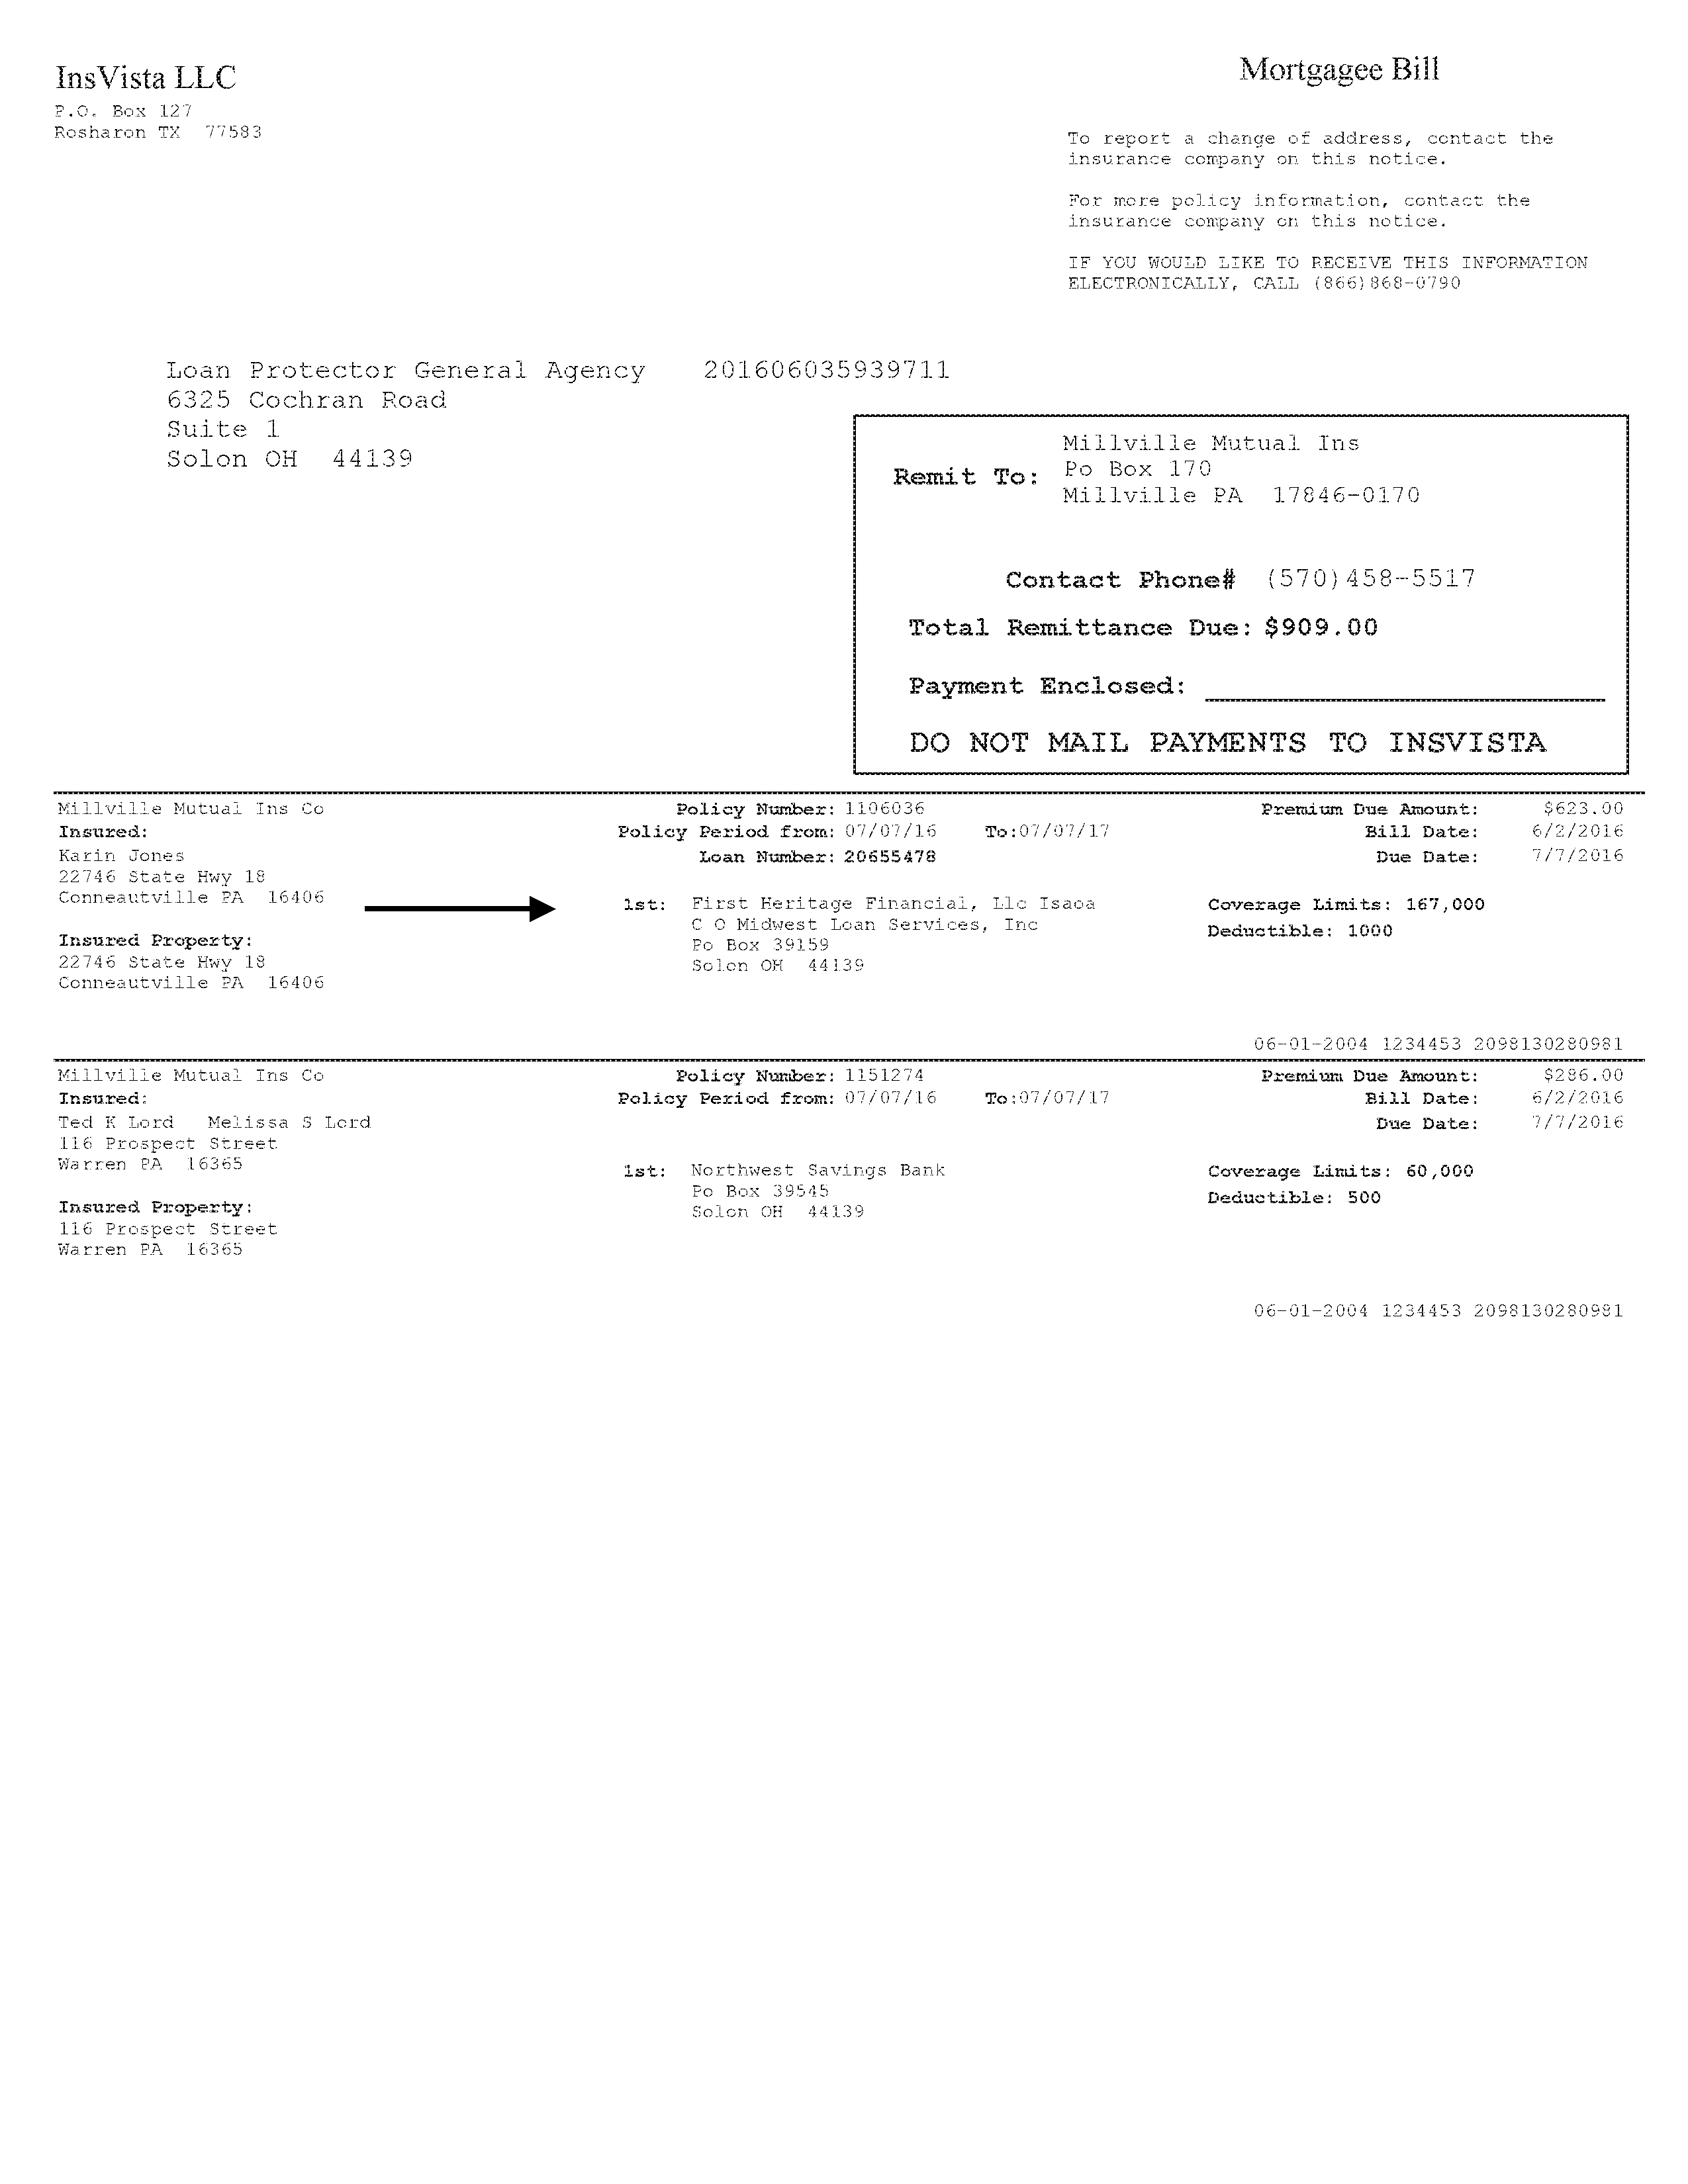 InsVista LLC
P.O. Box 127
Rosharon TX 77583
Mortgagee Bill
To report a change of address, contact the
insurance company on this notice.
For more policy information, contact the
insurance company on this notice.
IF YOU WOULD LIKE TO RECEIVE THIS INFORMATION
ELECTRONICALLY, CALL (866)868-0790
Loan Protector General Agency 201606035939711
6325 Cochran Road
Suite 1
Solon OH 44139
Remit To:
Millville Mutual Ins
Po Box 170
Millville PA 17846-0170
Contact Phone# (570)458-5517
Total Remittance Due: $909.00
Payment Enclosed:
DO NOT MAIL PAYMENTS TO INSVISTA
Millville Mutual Ins Co Policy Number: 1106036 Premium Due Amount: $623.00
Insured: Policy Period from: 07/07/16 To:07/07/17 Bill Date: 6/2/2016
Karin Jones Loan Number: 20655478 Due Date: 7/7/2016
22746 State Hwy 18
Conneautville PA 16406 1st: First Heritage Financial, Llc Isaoa Coverage Limits: 167,000
C O Midwest Loan Services, Inc Deductible: 1000
Insured Property: Po Box 39159
22746 State Hwy 18 Solon OH 44139
Conneautville PA 16406
06-01-2004 1234453 2098130280981
Millville Mutual Ins Co Policy Number: 1151274 Premium Due Amount: $286.00
Insured: Policy Period from: 07/07/16 To:07/07/17 Bill Date: 6/2/2016
Ted K Lord Melissa S Lord Due Date: 7/7/2016
116 Prospect Street
Warren PA 16365 1st: Northwest Savings Bank Coverage Limits: 60,000
Po Box 39545 Deductible: 500
Insured Property: Solon OH 44139
116 Prospect Street
Warren PA 16365
06-01-2004 1234453 2098130280981